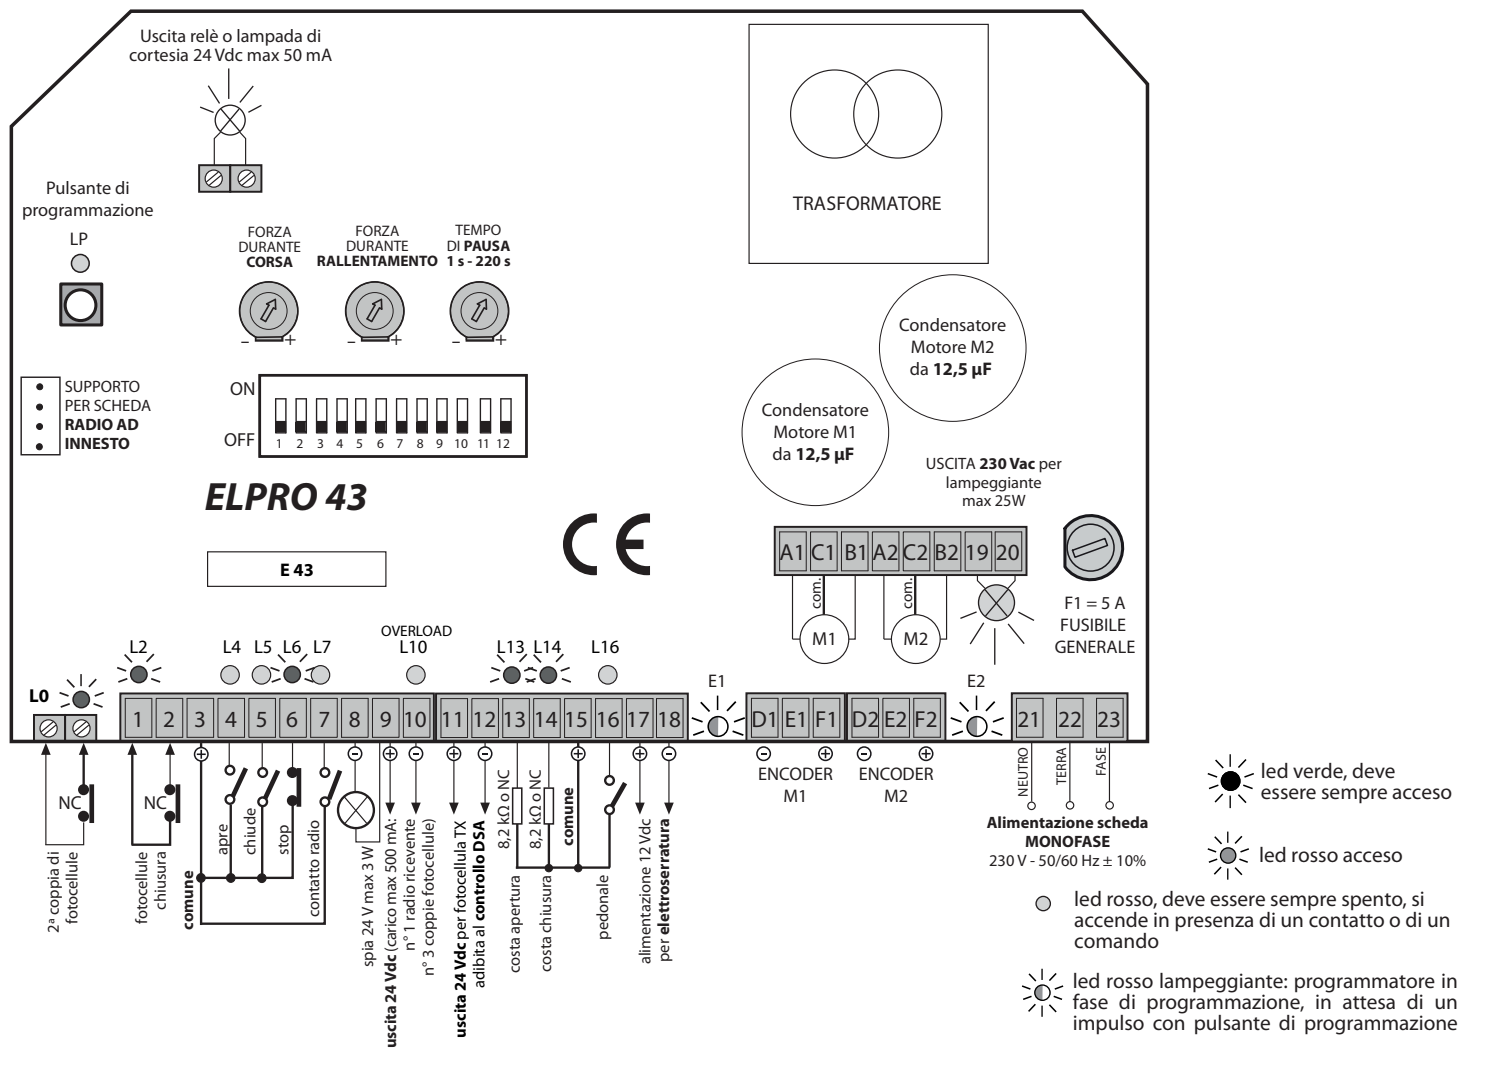 Uscita relè o lampada di
cortesia 24 Vdc max 50 mA
Pulsante di
programmazione
LP
FORZA
DURANTE
CORSA
FORZA
DURANTE
RALLENTAMENTO
TEMPO
DI PAUSA
1 s - 220 s
– +
– +
– +
TRASFORMATORE
Condensatore
Motore M2
da 12,5 µF
Condensatore
Motore M1
da 12,5 µF
SUPPORTO
PER SCHEDA
RADIO AD
INNESTO
ON
OFF
1 2 3 4 5 6 7 8 9 10 11 12
ELPRO 43
CE
E 43
USCITA 230 Vac per
lampeggiante
max 25W
A1 C1 B1 A2 C2 B2 19 20
com.
com.
M1
M2
F1 = 5 A
FUSIBILE
GENERALE
OVERLOAD
L0
L2
L4
L5
L6
L7
L10
L13
L14
L16
E1
E2
1 2 3 4 5 6 7 8 9 10 11 12 13 14 15 16 17 18
D1 E1 F1
D2 E2 F2
21 22 23
– +
ENCODER
M1
– +
ENCODER
M2
NEUTRO
TERRA
FASE
Alimentazione scheda
MONOFASE
230 V - 50/60 Hz ± 10%
NC
NC
2ª coppia di
fotocellule
fotocellule
chiusura
comune
apre
chiude
stop
contatto radio
spia 24 V max 3 W
uscita 24 Vdc (carico max 500 mA:
n° 1 radio ricevente
n° 3 coppie fotocellule)
uscita 24 Vdc per fotocellula TX
adibita al controllo DSA
8,2 kΩ o NC
8,2 kΩ o NC
costa apertura
costa chiusura
comune
pedonale
alimentazione 12 Vdc
per elettroserratura
led verde, deve
essere sempre acceso
led rosso acceso
led rosso, deve essere sempre spento, si
accende in presenza di un contatto o di un
comando
led rosso lampeggiante: programmatore in
fase di programmazione, in attesa di un
impulso con pulsante di programmazione